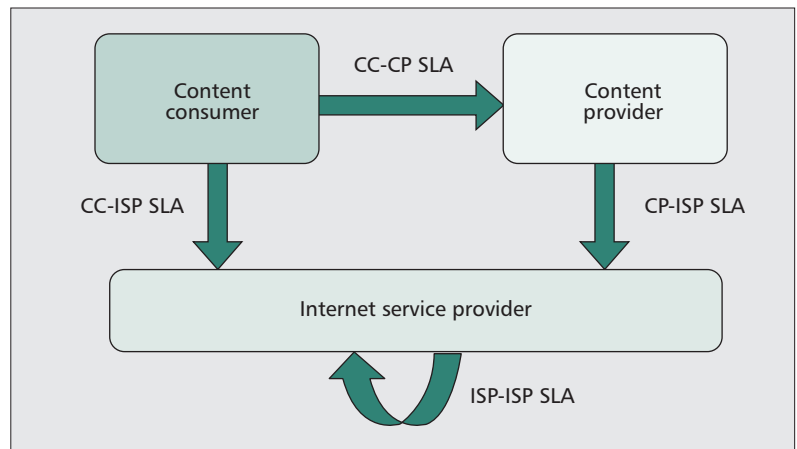 CC-CP SLA
Content
consumer
Content
provider
CC-ISP SLA
CP-ISP SLA
Internet service provider
ISP-ISP SLA